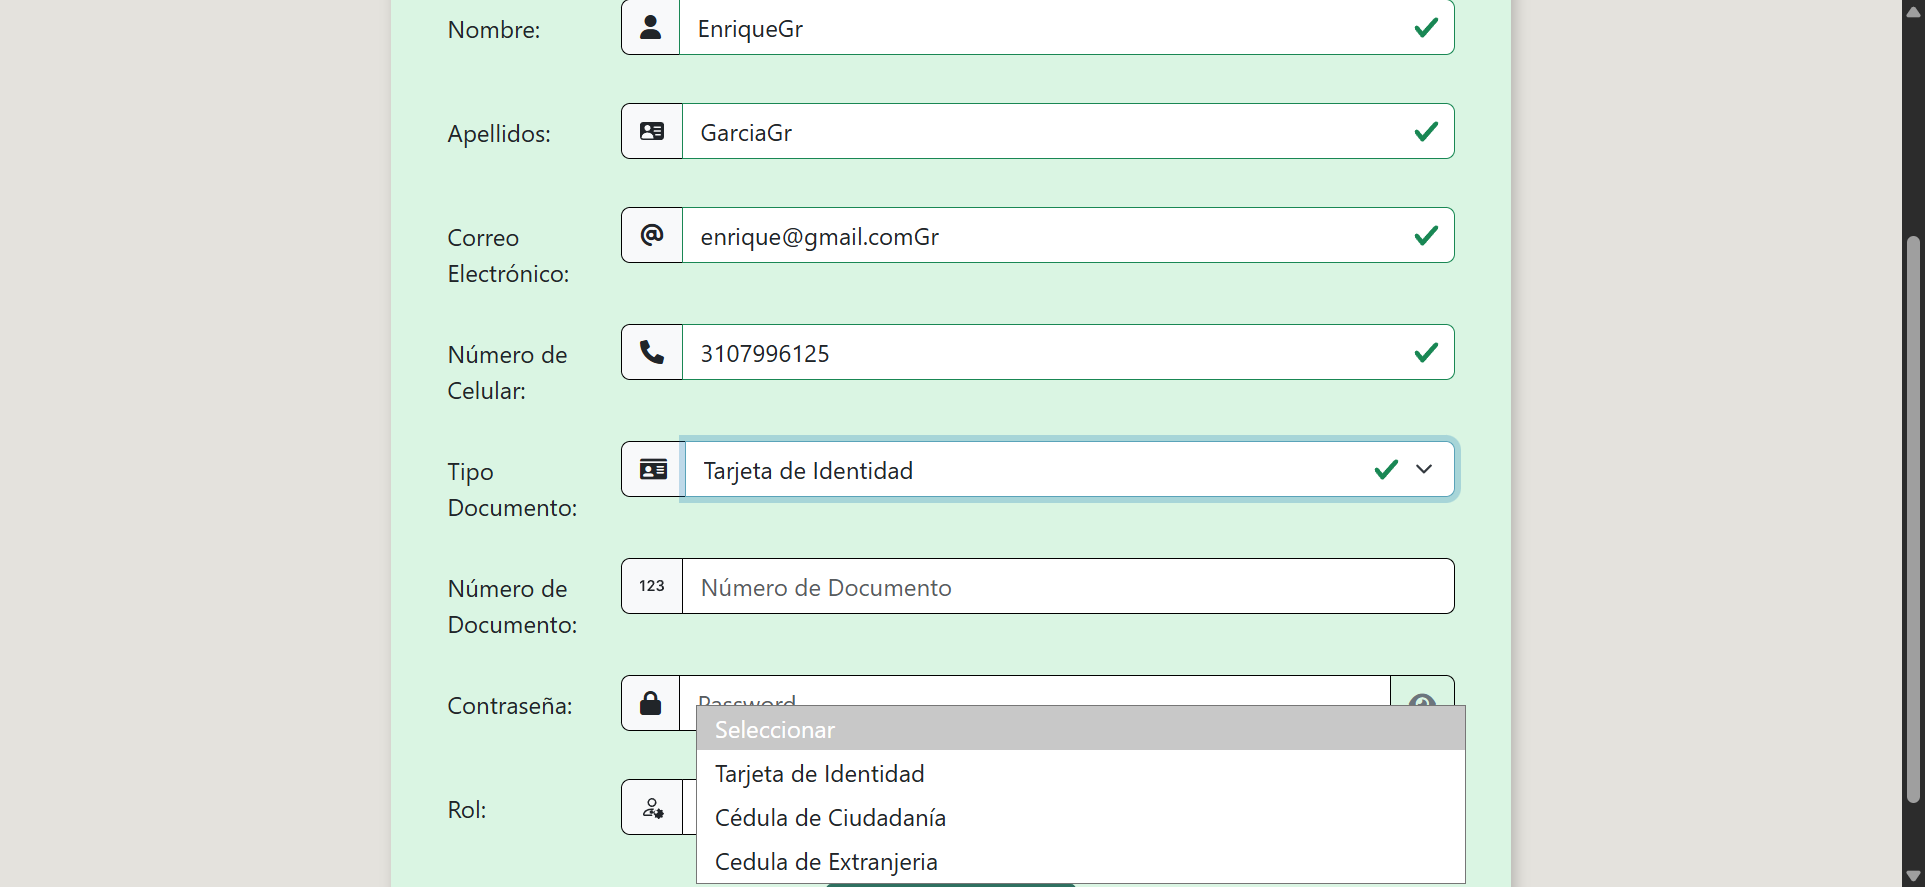 Nombre:
EnriqueGr
Apellidos:
GarciaGr
Correo
Electrónico:
enrique@gmail.comGr
Número de
Celular:
3107996125
Tipo
Documento:
Tarjeta de Identidad
Número de
Documento:
123
Número de Documento
Contraseña:
Password
Seleccionar
Tarjeta de Identidad
Cédula de Ciudadanía
Cedula de Extranjeria
Rol: